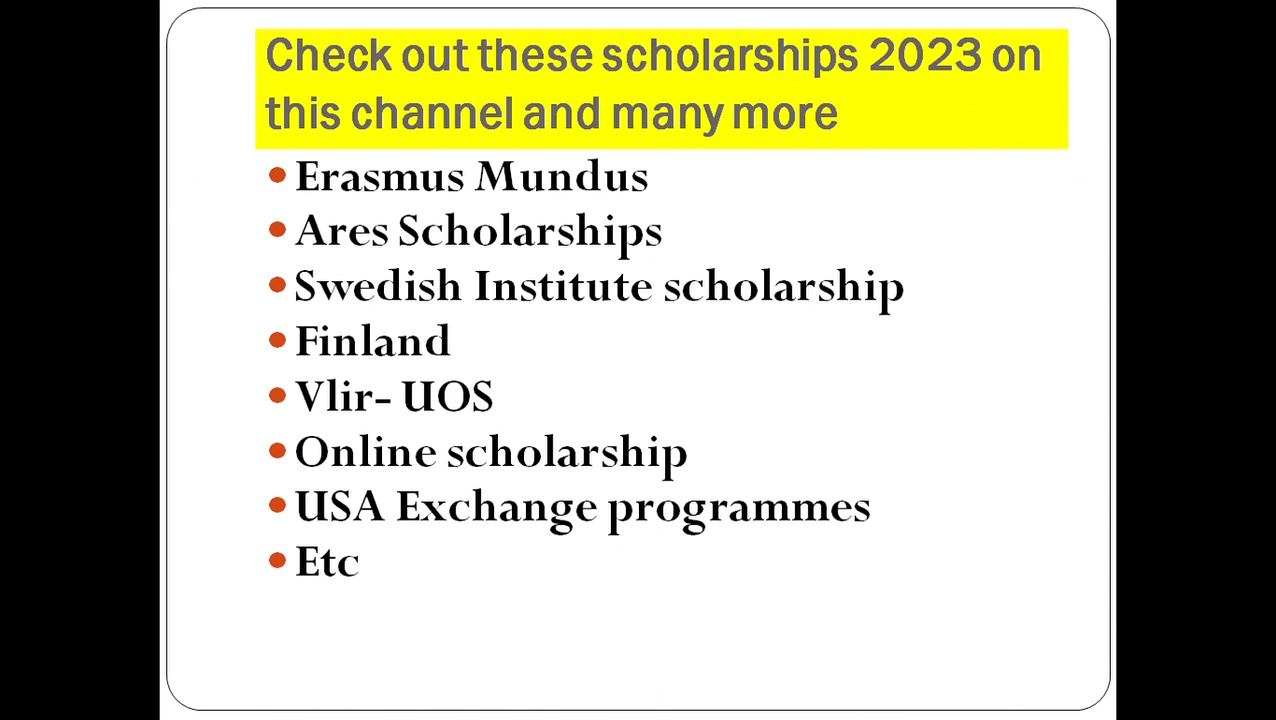 Check out these scholarships 2023 on
this channel and many more
• Erasmus Mundus
• Ares Scholarships
• Swedish Institute scholarship
• Finland
• Vlir- UOS
• Online scholarship
• USA Exchange programmes
• Etc